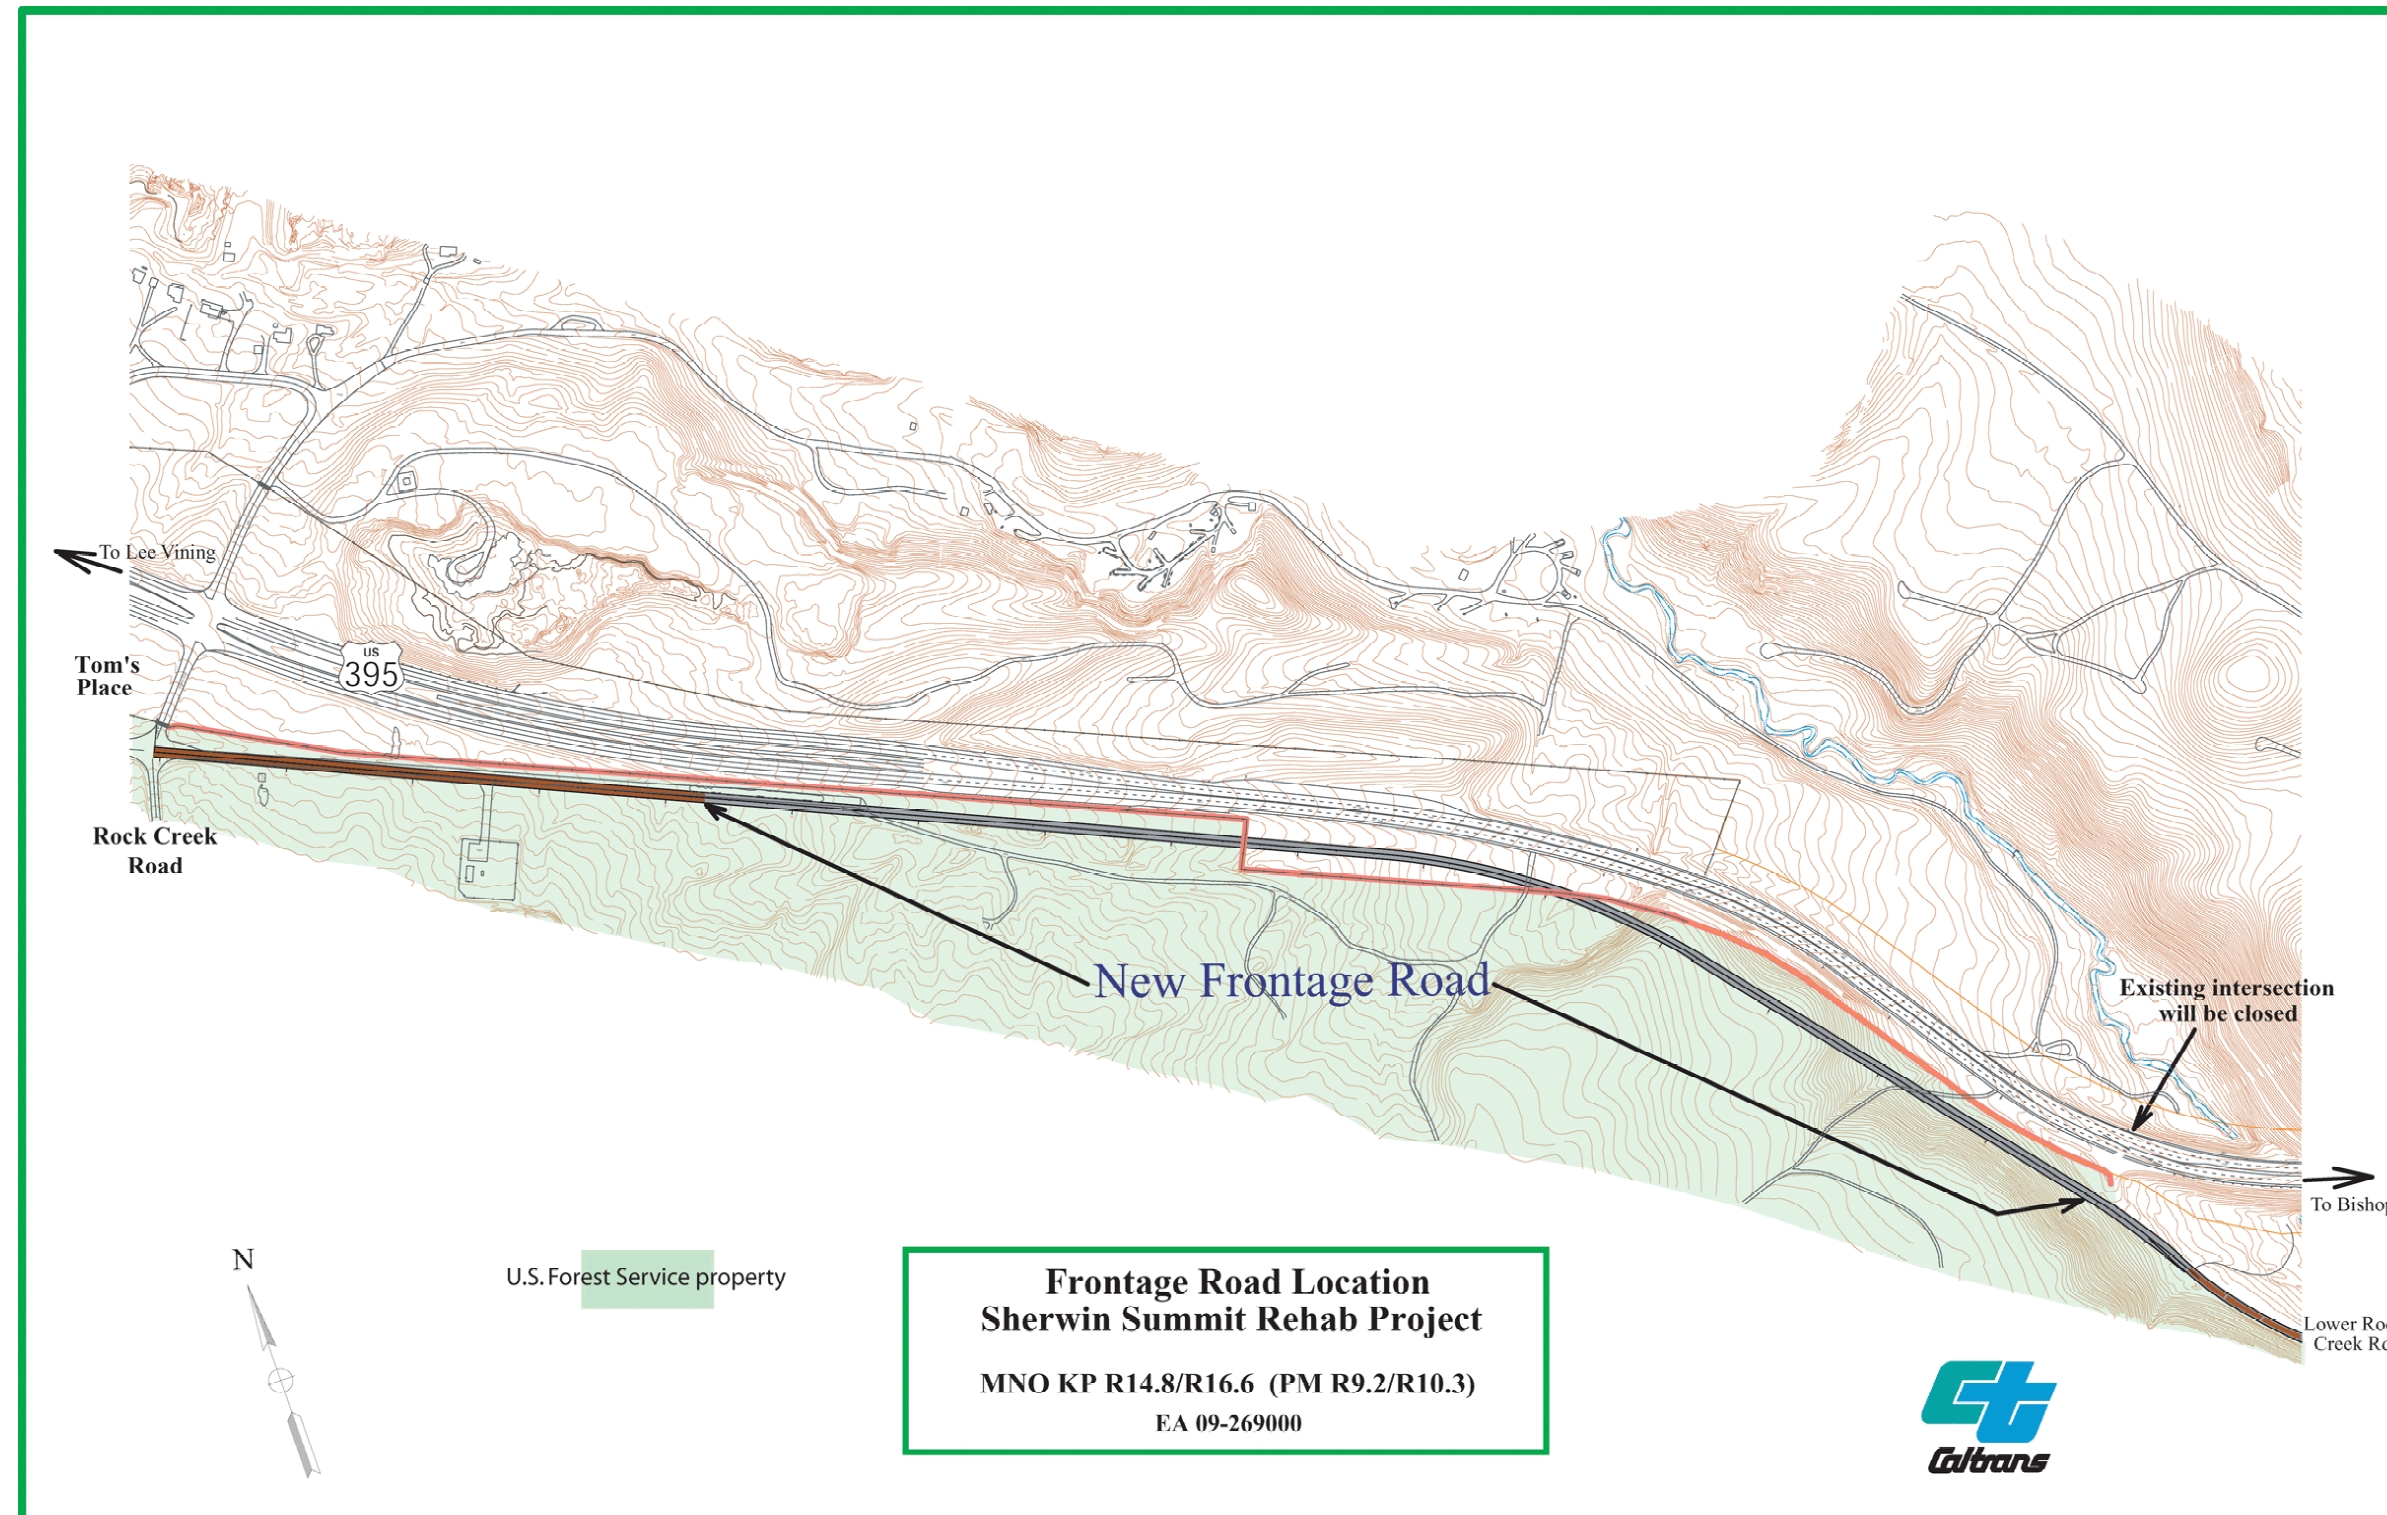 To Lee Vining
US
395
Tom's
Place
Rock Creek
Road
New Frontage Road
Existing intersection
will be closed
To Bishop
Lower Roc
Creek Rd
N
U.S. Forest Service property
Frontage Road Location
Sherwin Summit Rehab Project
MNO KP R14.8/R16.6 (PM R9.2/R10.3)
EA 09-269000
Caltrans